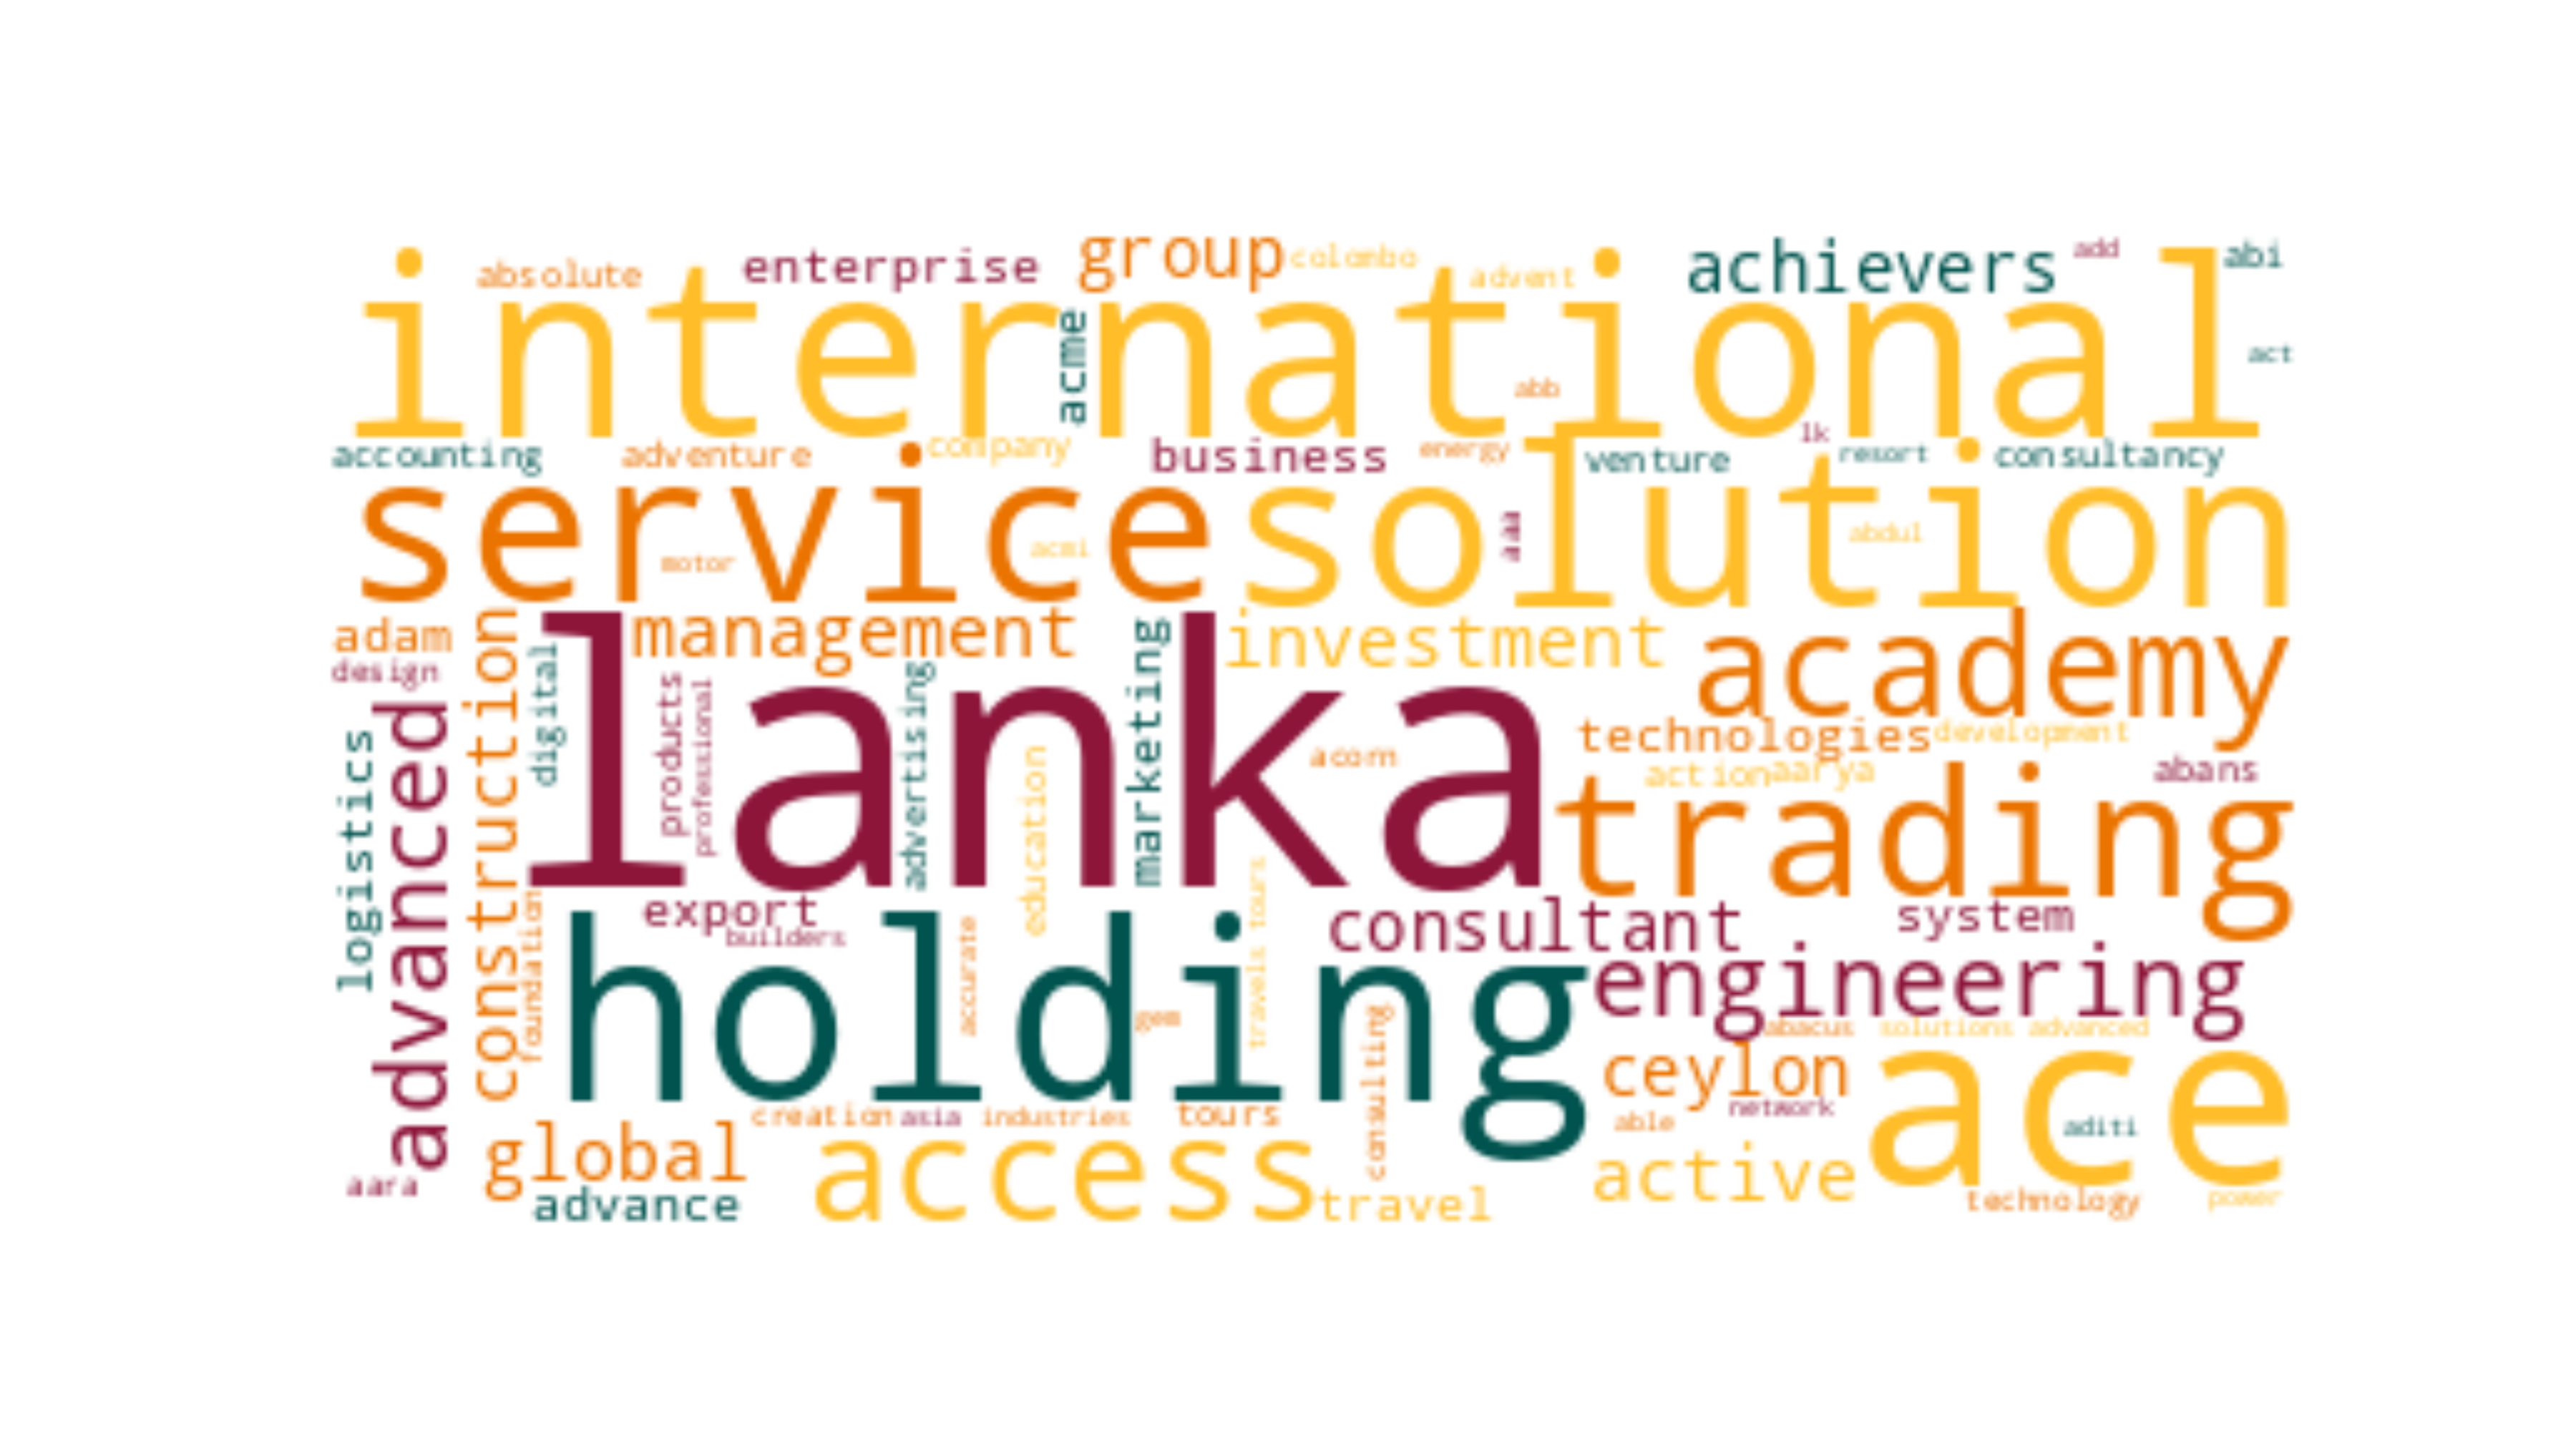 group
achievers
add
abi
enterprise
absolute
colombo
advent
international
acme
act
abb
accounting
adventure
company
business
energy
venture
lk
resort
consultancy
service
solution
motor
acmi
aaa
abdul
adam
management
investment
academy
design
construction
digital
products
professional
advertising
marketing
lanka
education
acorn
technologies
development
action
aarya
abans
trading
logistics
advanced
export
builders
consultant
system
engineering
holding
foundation
accurate
gem
travels tours
consulting
abacus
solutions advanced
ceylon
network
able
ace
aditi
creation
asia
industries
tours
global
access
active
aara
advance
travel
technology
power